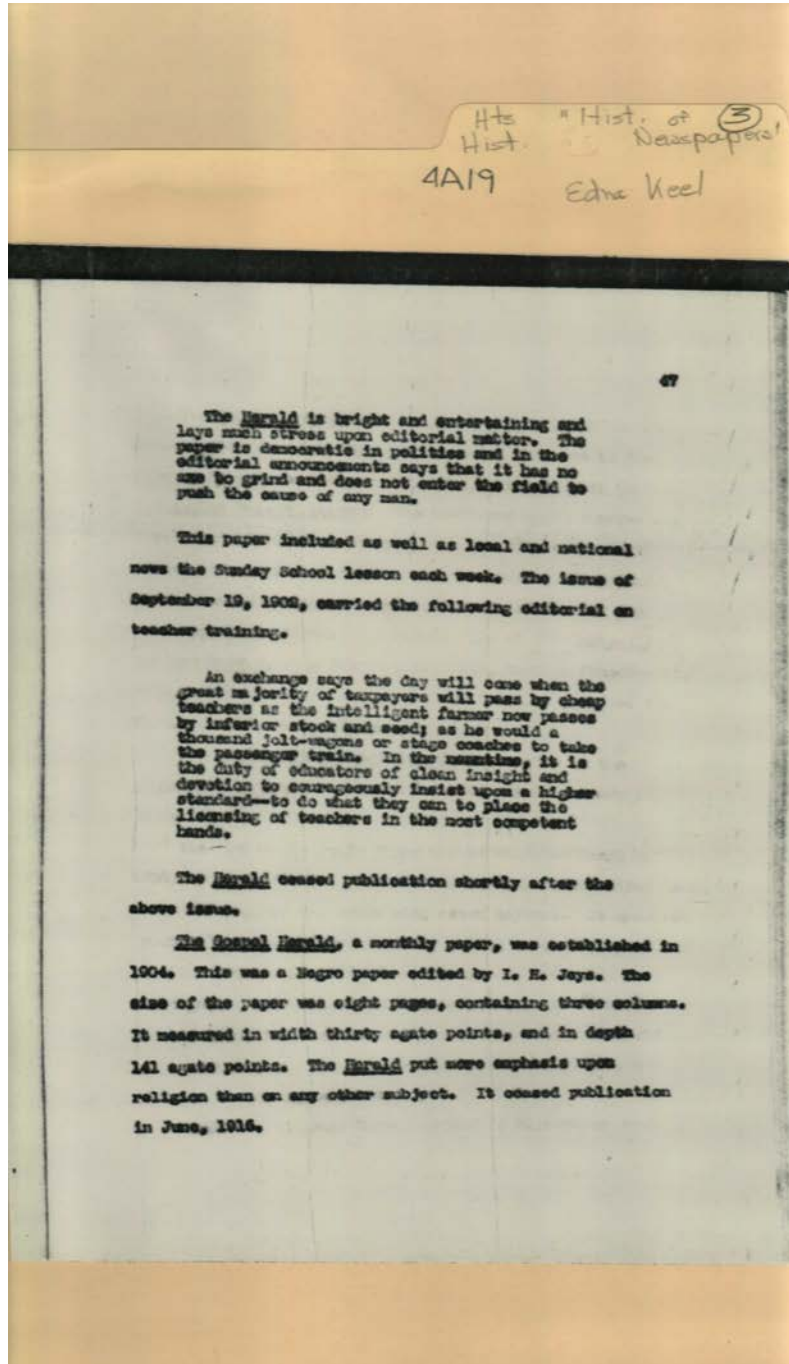 Hts "Hist. of ③
Hist. Newspapers"
4A19 Edna Keel
47
The Herald is bright and entertaining and
lays much stress upon editorial matter. The
paper is democratic in politics and in the
editorial announcements says that it has no
axe to grind and does not enter the field to
push the cause of any man.
This paper included as well as local and national
news the Sunday School lesson each week. The issue of
September 19, 1902, carried the following editorial on
teacher training.
An exchange says the day will come when the
great majority of taxpayers will pass by cheap
teachers as the intelligent farmer now passes
by inferior stock and seed; as he would a
thousand jolt-wagons or stage coaches to take
the passenger train. In the meantime, it is
the duty of educators of clean insight and
devotion to courageously insist upon a higher
standard—to do what they can to place the
licensing of teachers in the most competent
hands.
The Herald ceased publication shortly after the
above issue.
The Gospel Herald, a monthly paper, was established in
1904. This was a Negro paper edited by I. H. Jays. The
size of the paper was eight pages, containing three columns.
It measured in width thirty agate points, and in depth
141 agate points. The Herald put more emphasis upon
religion than on any other subject. It ceased publication
in June, 1916.